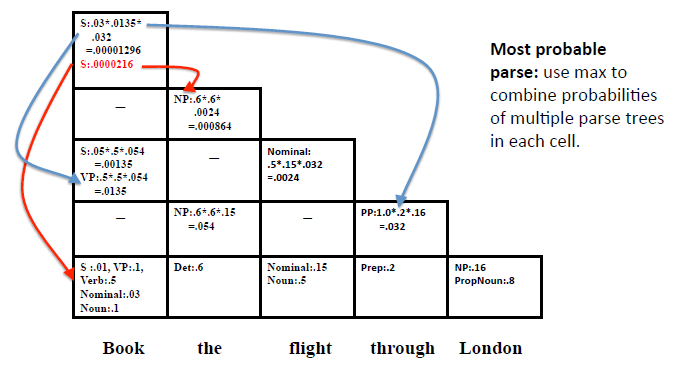 S:.03*.0135*
.032
=.00001296
S:.0000216
Most probable
parse: use max to
combine probabilities
of multiple parse trees
in each cell.
—
NP:.6*.6*
.0024
=.000864
S:.05*.5*.054
=.00135
VP:.5*.5*.054
=.0135
—
Nominal:
.5*.15*.032
=.0024
—
NP:.6*.6*.15
=.054
—
PP:1.0*.2*.16
=.032
S :.01, VP:.1,
Verb:.5
Nominal:.03
Noun:.1
Det:.6
Nominal:.15
Noun:.5
Prep:.2
NP:.16
PropNoun:.8
Book the flight through London